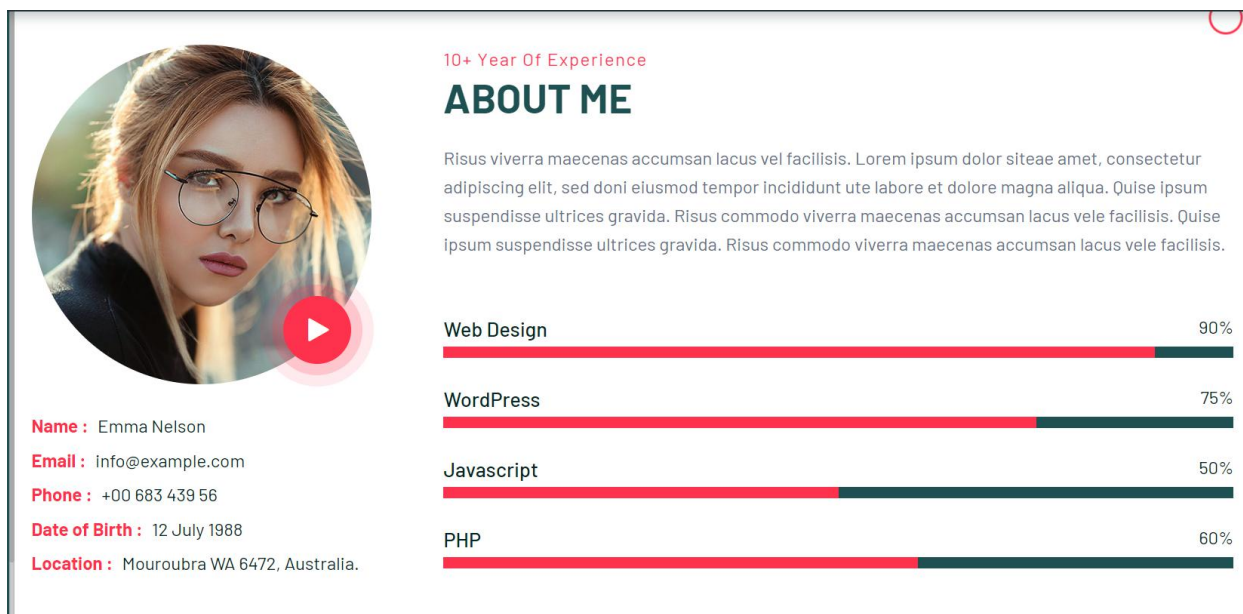 10+ Year Of Experience
ABOUT ME
Risus viverra maecenas accumsan lacus vel facilisis. Lorem ipsum dolor siteae amet, consectetur
adipiscing elit, sed doni eiusmod tempor incididunt ute labore et dolore magna aliqua. Quise ipsum
suspendisse ultrices gravida. Risus commodo viverra maecenas accumsan lacus vele facilisis. Quise
ipsum suspendisse ultrices gravida. Risus commodo viverra maecenas accumsan lacus vele facilisis.
Web Design 90%
WordPress 75%
Javascript 50%
PHP 60%
Name : Emma Nelson
Email : info@example.com
Phone : +00 683 439 56
Date of Birth : 12 July 1988
Location : Mouroubra WA 6472, Australia.